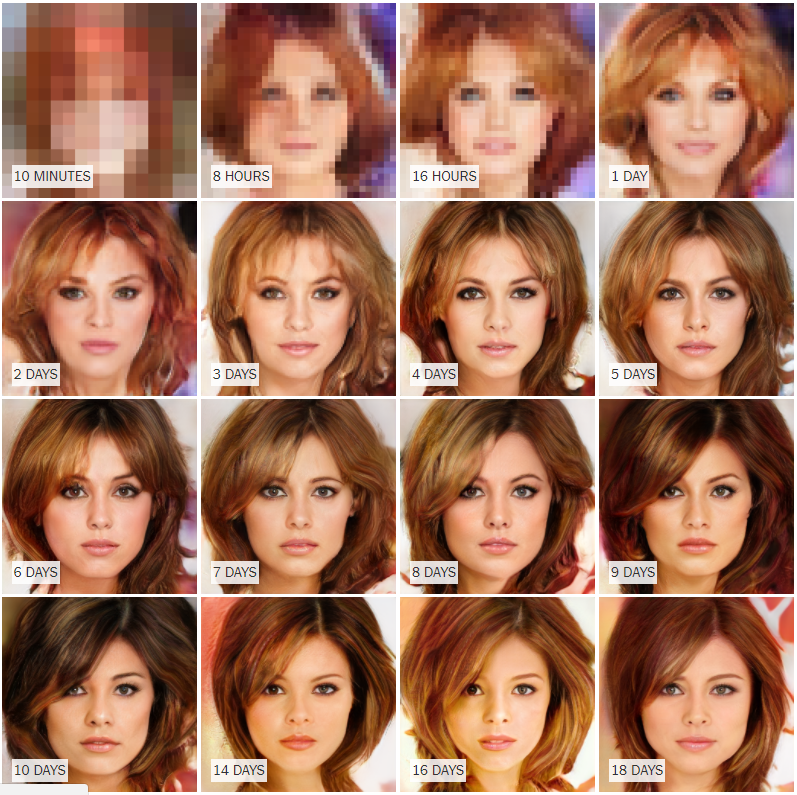 10 MINUTES
8 HOURS
16 HOURS
1 DAY
2 DAYS
3 DAYS
4 DAYS
5 DAYS
6 DAYS
7 DAYS
8 DAYS
9 DAYS
10 DAYS
14 DAYS
16 DAYS
18 DAYS